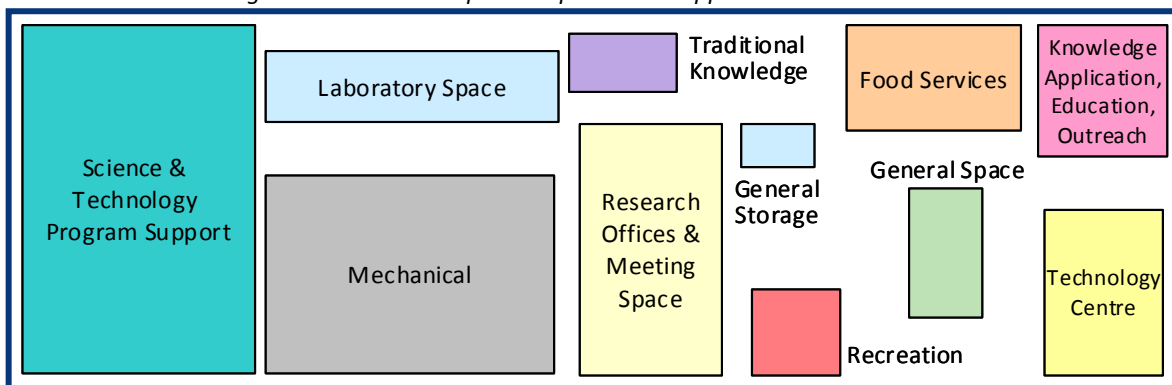 Science &
Technology
Program Support
Laboratory Space
Mechanical
Traditional
Knowledge
Research
Offices &
Meeting
Space
General
Storage
Recreation
Food Services
General Space
Knowledge
Application,
Education,
Outreach
Technology
Centre